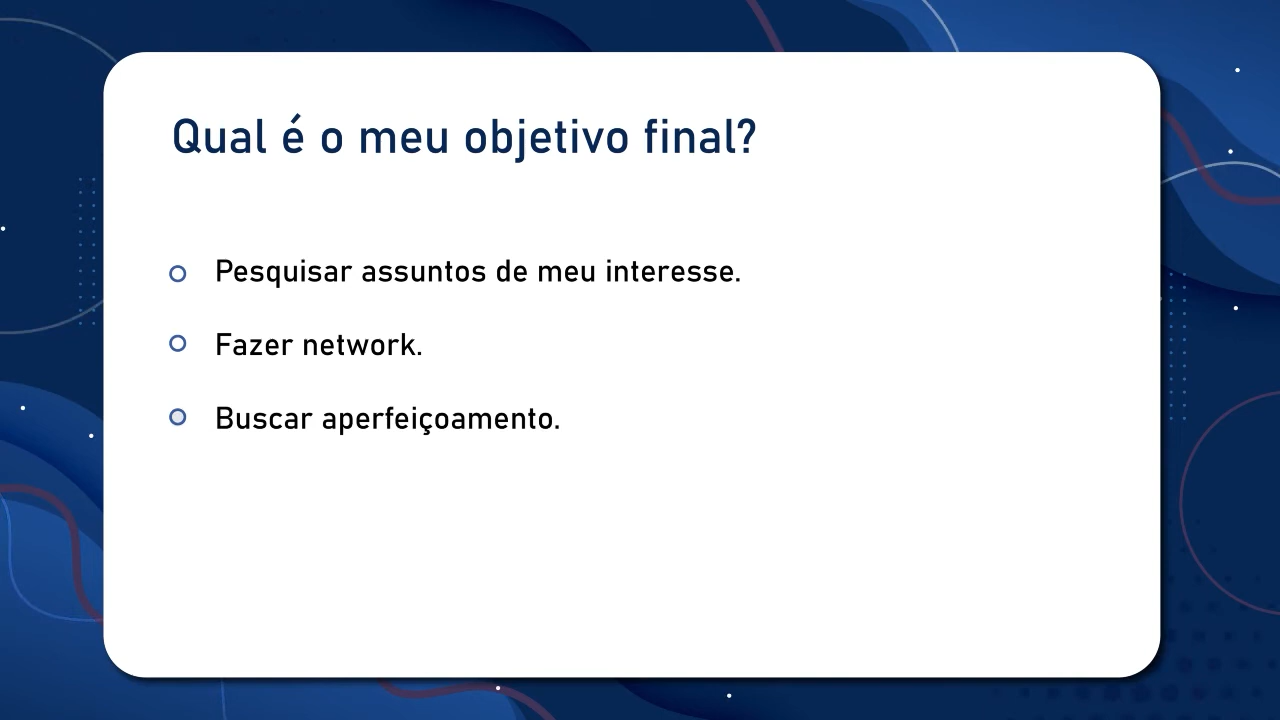 Qual é o meu objetivo final?
Pesquisar assuntos de meu interesse.
Fazer network.
Buscar aperfeiçoamento.